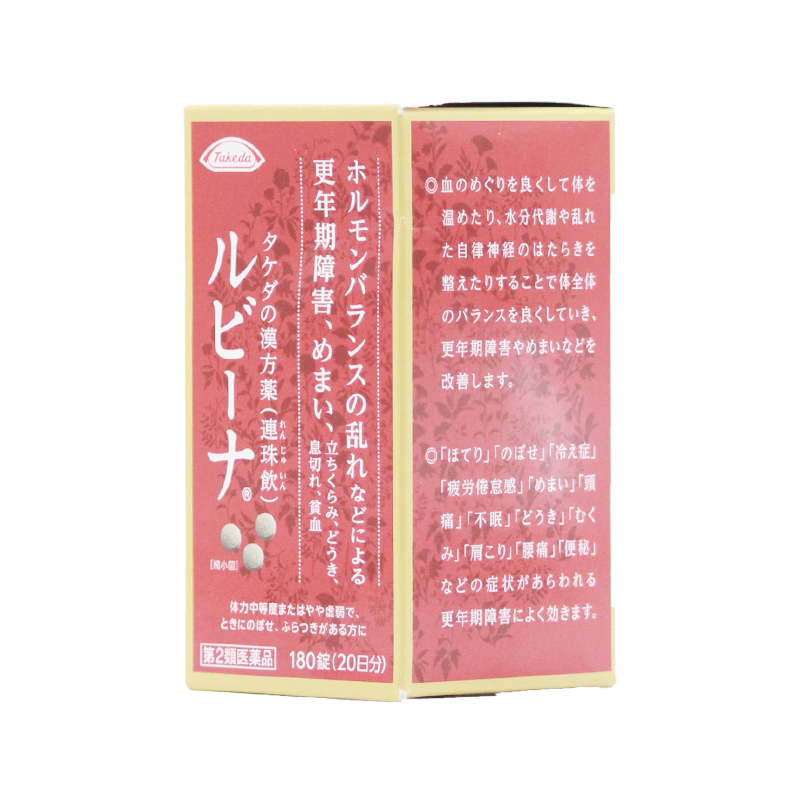 Takeda
ホルモンバランスの乱れなどによる
更年期障害、めまい、
立ちくらみ、どうき、
息切れ、貧血
タケダの漢方薬(連珠飲)
れんじゅいん
ルビーナ®
[縮小図]
体力中等度またはやや虚弱で、
ときにのぼせ、ふらつきがある方に
第2類医薬品 180錠(20日分)
◎血のめぐりを良くして体を
温めたり、水分代謝や乱れ
た自律神経のはたらきを
整えたりすることで体全体
のバランスを良くしていき、
更年期障害やめまいなどを
改善します。
◎「ほてり」「のぼせ」「冷え症」
「疲労倦怠感」「めまい」「頭
痛」「不眠」「どうき」「むく
み」「肩こり」「腰痛」「便秘」
などの症状があらわれる
更年期障害によく効きます。